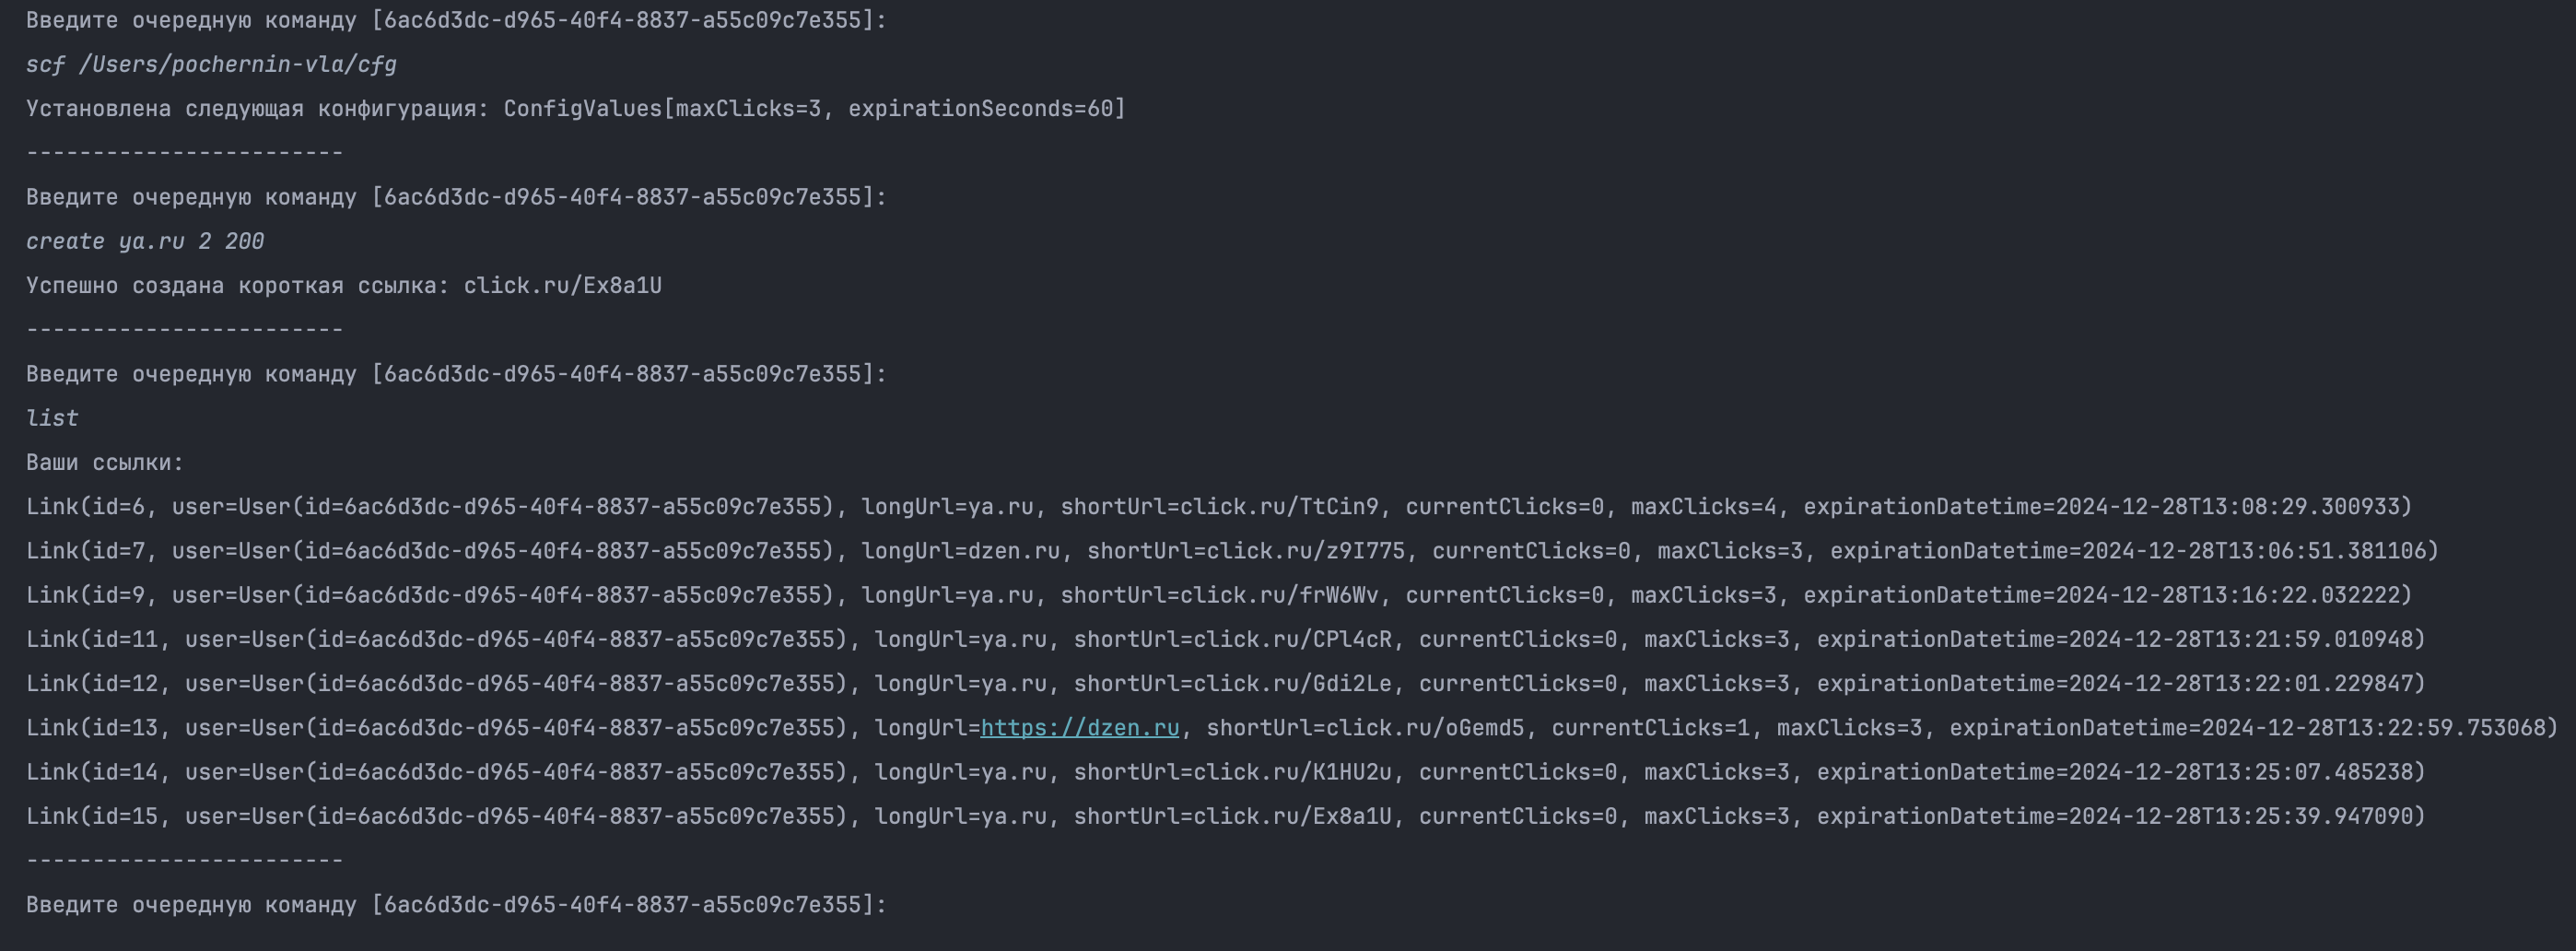 Введите очередную команду [6ac6d3dc-d965-40f4-8837-a55c09c7e355]:
scf /Users/pochernin-vla/cfg
Установлена следующая конфигурация: ConfigValues[maxClicks=3, expirationSeconds=60]
------------------------
Введите очередную команду [6ac6d3dc-d965-40f4-8837-a55c09c7e355]:
create ya.ru 2 200
Успешно создана короткая ссылка: click.ru/Ex8a1U
------------------------
Введите очередную команду [6ac6d3dc-d965-40f4-8837-a55c09c7e355]:
list
Ваши ссылки:
Link(id=6, user=User(id=6ac6d3dc-d965-40f4-8837-a55c09c7e355), longUrl=ya.ru, shortUrl=click.ru/TtCin9, currentClicks=0, maxClicks=4, expirationDatetime=2024-12-28T13:08:29.300933)
Link(id=7, user=User(id=6ac6d3dc-d965-40f4-8837-a55c09c7e355), longUrl=dzen.ru, shortUrl=click.ru/z9I775, currentClicks=0, maxClicks=3, expirationDatetime=2024-12-28T13:06:51.381106)
Link(id=9, user=User(id=6ac6d3dc-d965-40f4-8837-a55c09c7e355), longUrl=ya.ru, shortUrl=click.ru/frW6Wv, currentClicks=0, maxClicks=3, expirationDatetime=2024-12-28T13:16:22.032222)
Link(id=11, user=User(id=6ac6d3dc-d965-40f4-8837-a55c09c7e355), longUrl=ya.ru, shortUrl=click.ru/CPl4cR, currentClicks=0, maxClicks=3, expirationDatetime=2024-12-28T13:21:59.010948)
Link(id=12, user=User(id=6ac6d3dc-d965-40f4-8837-a55c09c7e355), longUrl=ya.ru, shortUrl=click.ru/Gdi2Le, currentClicks=0, maxClicks=3, expirationDatetime=2024-12-28T13:22:01.229847)
Link(id=13, user=User(id=6ac6d3dc-d965-40f4-8837-a55c09c7e355), longUrl=https://dzen.ru, shortUrl=click.ru/oGemd5, currentClicks=1, maxClicks=3, expirationDatetime=2024-12-28T13:22:59.753068)
Link(id=14, user=User(id=6ac6d3dc-d965-40f4-8837-a55c09c7e355), longUrl=ya.ru, shortUrl=click.ru/K1HU2u, currentClicks=0, maxClicks=3, expirationDatetime=2024-12-28T13:25:07.485238)
Link(id=15, user=User(id=6ac6d3dc-d965-40f4-8837-a55c09c7e355), longUrl=ya.ru, shortUrl=click.ru/Ex8a1U, currentClicks=0, maxClicks=3, expirationDatetime=2024-12-28T13:25:39.947090)
------------------------
Введите очередную команду [6ac6d3dc-d965-40f4-8837-a55c09c7e355]: